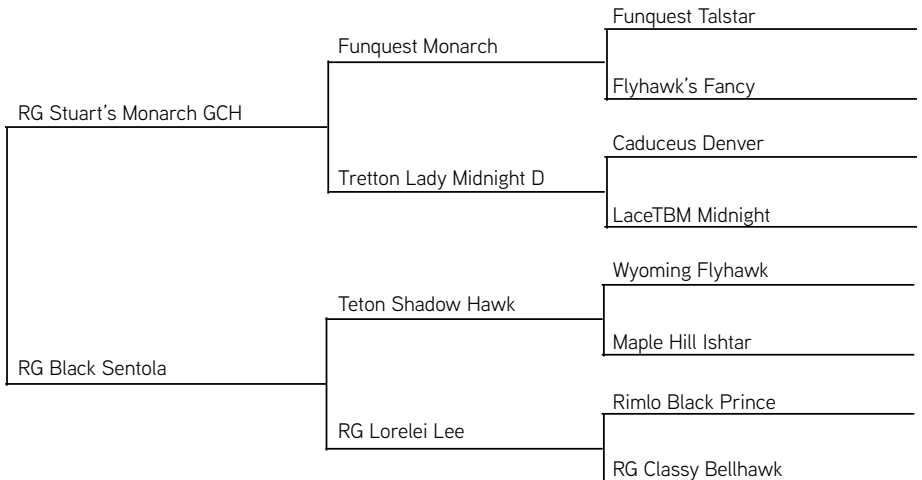 Funquest Talstar
Funquest Monarch
Flyhawk's Fancy
RG Stuart's Monarch GCH
Caduceus Denver
Tretton Lady Midnight D
LaceTBM Midnight
Wyoming Flyhawk
Teton Shadow Hawk
Maple Hill Ishtar
RG Black Sentola
Rimlo Black Prince
RG Lorelei Lee
RG Classy Bellhawk